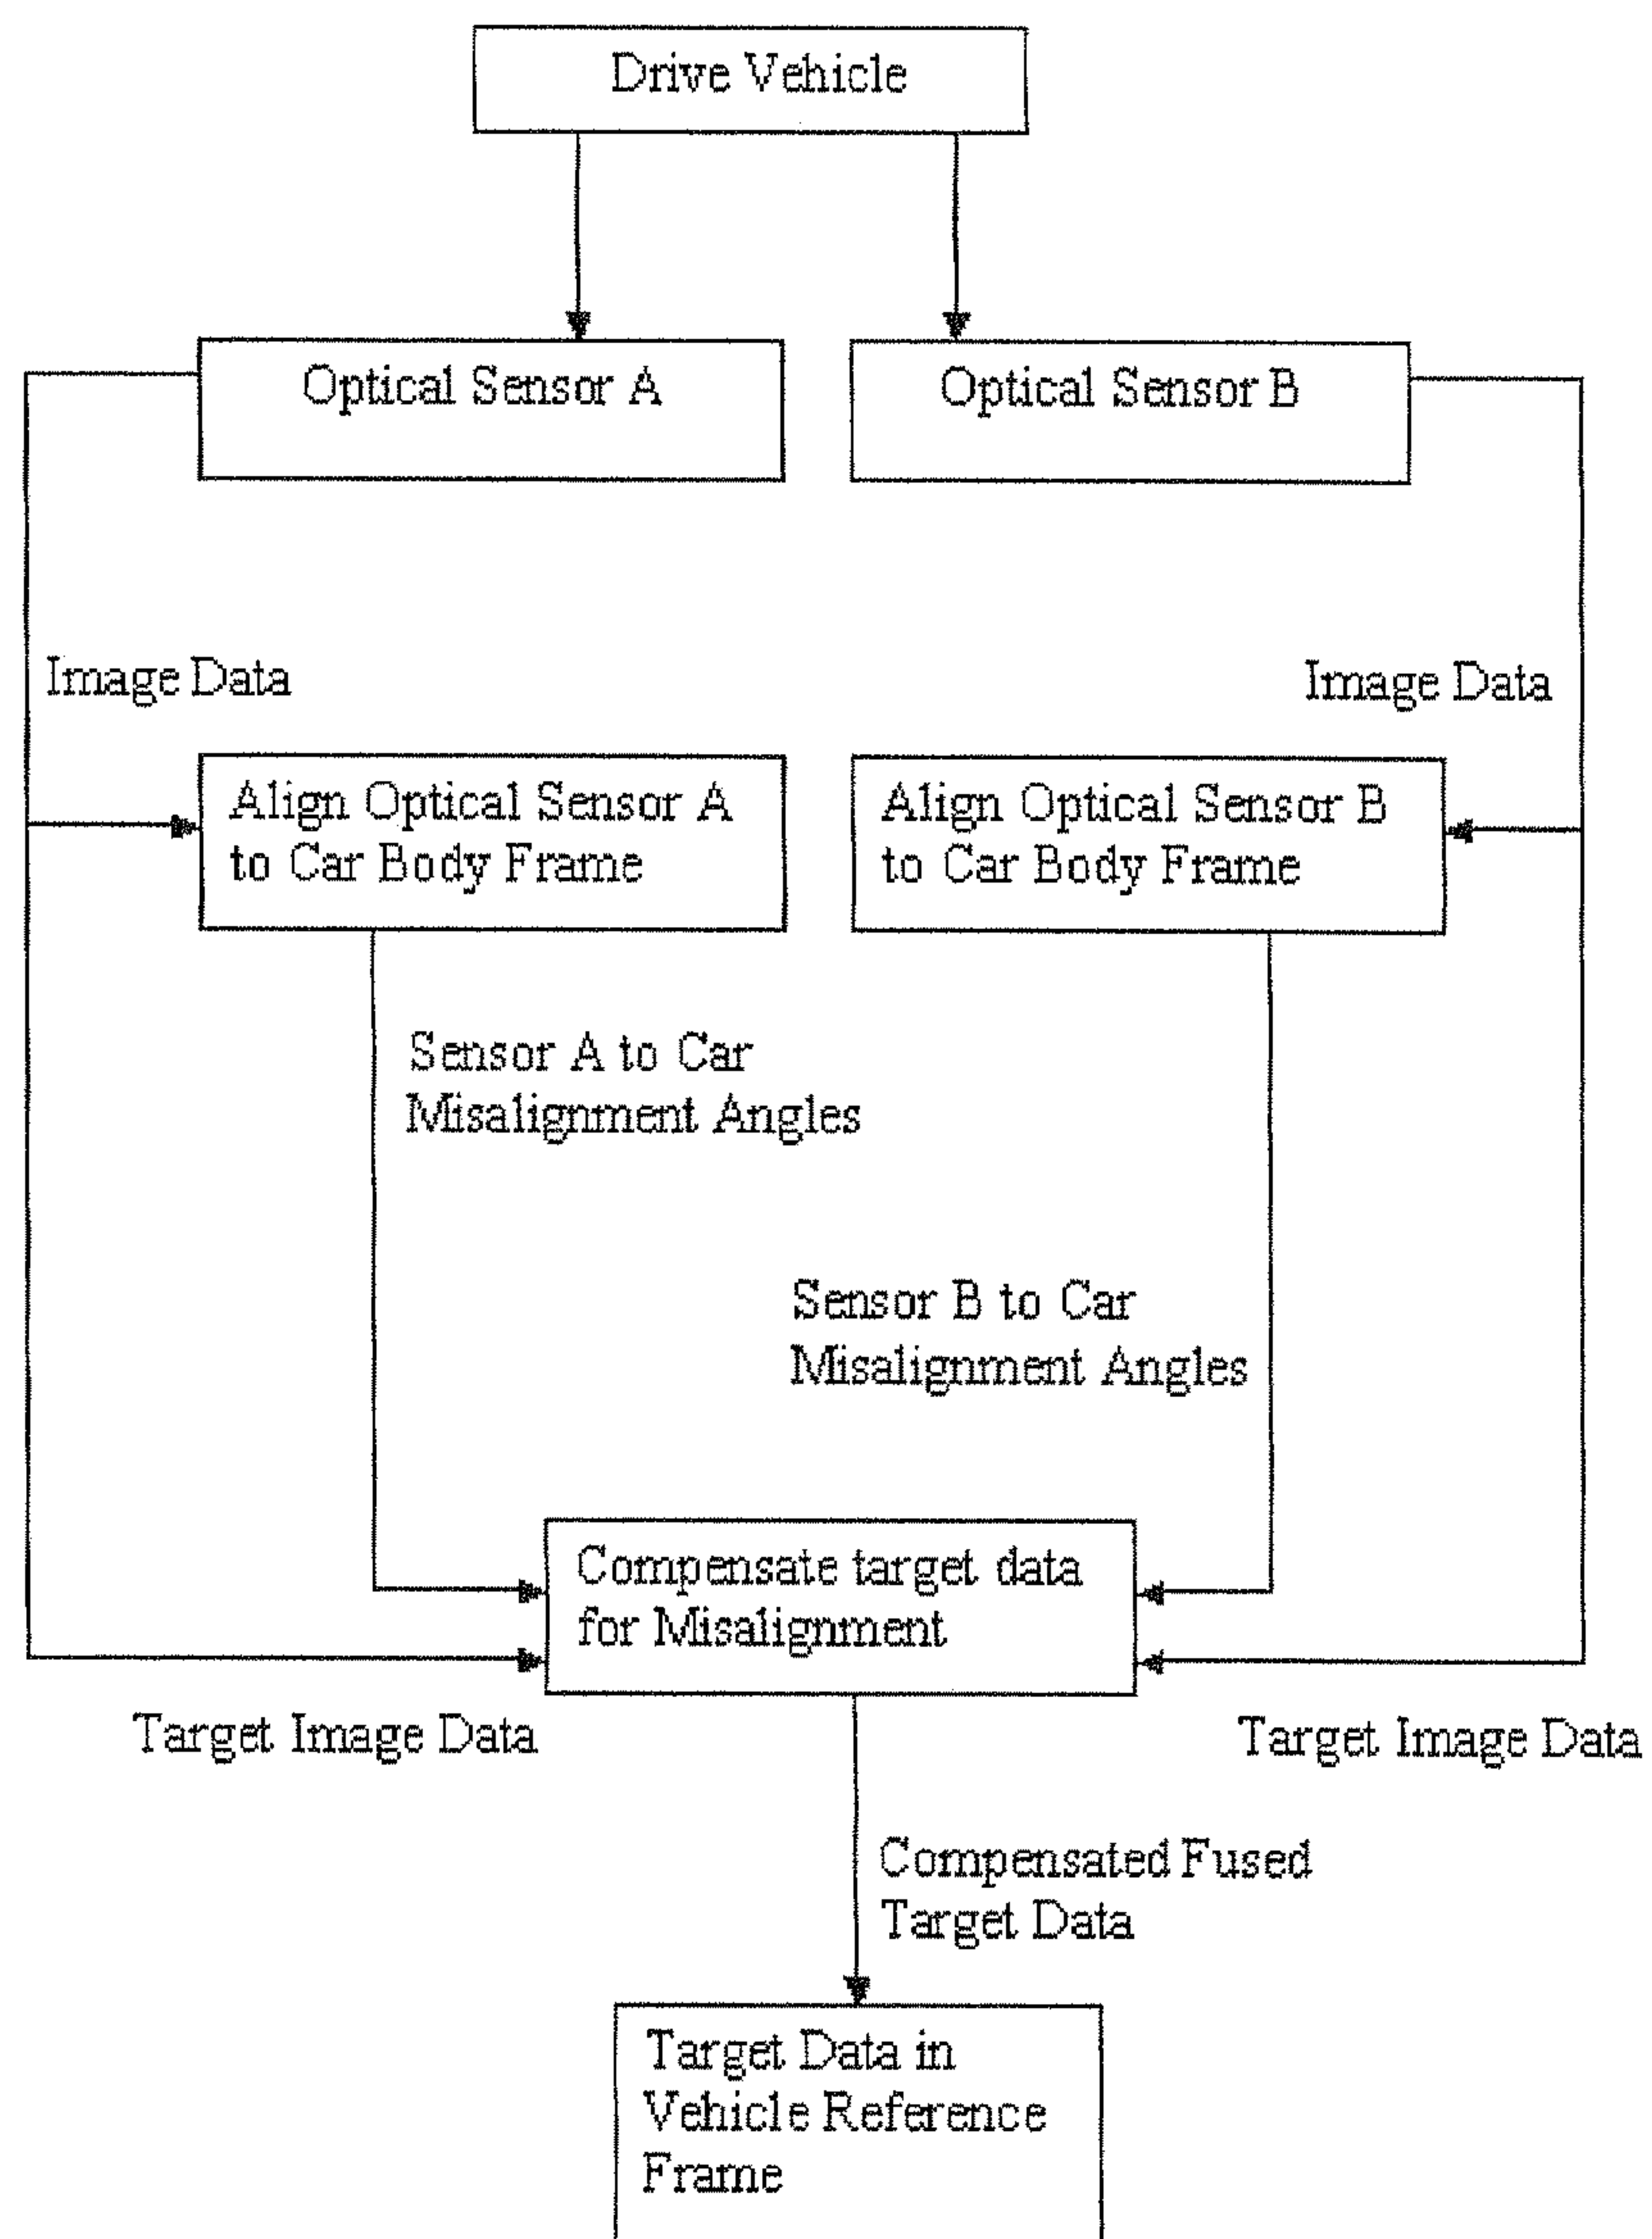 Drive Vehicle
Optical Sensor A
Optical Sensor B
Image Data
Image Data
Align Optical Sensor A
to Car Body Frame
Align Optical Sensor B
to Car Body Frame
Sensor A to Car
Misalignment Angles
Sensor B to Car
Misalignment Angles
Compensate target data
for Misalignment
Target Image Data
Target Image Data
Compensated Fused
Target Data
Target Data in
Vehicle Reference
Frame